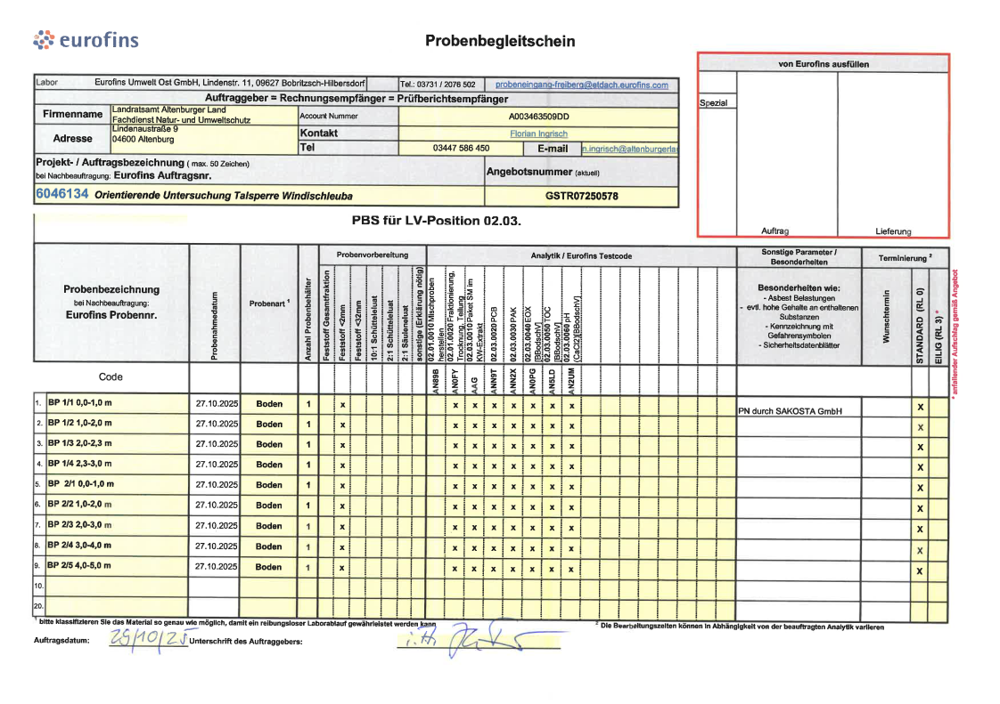 eurofins
Probenbegleitschein
von Eurofins ausfüllen
Spezial
Auftrag Lieferung
Labor Eurofins Umwelt Ost GmbH, Lindenstr. 11, 09627 Bobritzsch-Hilbersdorf Tel.: 03731 / 2076 502 probeneingang-freiberg@etdach.eurofins.com
Auftraggeber = Rechnungsempfänger = Prüfberichtsempfänger
Firmenname Landratsamt Altenburger Land
Fachdienst Natur- und Umweltschutz
Account Nummer A003463509DD
Adresse Lindenaustraße 9
04600 Altenburg
Kontakt Florian Ingrisch
Tel 03447 586 450 E-mail n.ingrisch@altenburgerla
Projekt- / Auftragsbezeichnung ( max. 50 Zeichen)
bei Nachbeauftragung: Eurofins Auftragsnr.
Angebotsnummer (aktuell)
6046134 Orientierende Untersuchung Talsperre Windischleuba GSTR07250578
PBS für LV-Position 02.03.
Probenbezeichnung
bei Nachbeauftragung:
Eurofins Probennr.
Probenahmedatum
Probenart 1
Anzahl Probenbehälter
Probenvorbereitung
Feststoff Gesamtfraktion
Feststoff <2mm
Feststoff <32mm
10:1 Schütteleluat
2:1 Schütteleluat
2:1 Säuleneluat
sonstige (Erklärung nötig)
Analytik / Eurofins Testcode
02.01.0010 Mischproben
herstellen
02.01.0020 Fraktionierung,
Trocknung, Teilung
02.03.0010 Paket SM im
KW-Extrakt
02.03.0020 PCB
02.03.0030 PAK
02.03.0040 EOX
[BBodschV]
02.03.0050 TOC
[BBodschV]
02.03.0060 pH
(CaCl2)[BBodschV]
Sonstige Parameter /
Besonderheiten
Besonderheiten wie:
- Asbest Belastungen
- evtl. hohe Gehalte an enthaltenen
Substanzen
- Kennzeichnung mit
Gefahrensymbolen
- Sicherheitsdatenblätter
Terminierung 2
Wunschtermin
STANDARD (RL 0)
EILIG (RL 3) *
* anfallender Aufschlag gemäß Angebot
Code AN89B AN0FY AAG ANN9T ANN2X AN0PG AN5LD AN2UM
1. BP 1/1 0,0-1,0 m 27.10.2025 Boden 1 x x x x x x x x PN durch SAKOSTA GmbH x
2. BP 1/2 1,0-2,0 m 27.10.2025 Boden 1 x x x x x x x x x
3. BP 1/3 2,0-2,3 m 27.10.2025 Boden 1 x x x x x x x x x
4. BP 1/4 2,3-3,0 m 27.10.2025 Boden 1 x x x x x x x x x
5. BP 2/1 0,0-1,0 m 27.10.2025 Boden 1 x x x x x x x x x
6. BP 2/2 1,0-2,0 m 27.10.2025 Boden 1 x x x x x x x x x
7. BP 2/3 2,0-3,0 m 27.10.2025 Boden 1 x x x x x x x x x
8. BP 2/4 3,0-4,0 m 27.10.2025 Boden 1 x x x x x x x x x
9. BP 2/5 4,0-5,0 m 27.10.2025 Boden 1 x x x x x x x x x
10.
20.
1 bitte klassifizieren Sie das Material so genau wie möglich, damit ein reibungsloser Laborablauf gewährleistet werden kann
2 Die Bearbeitungszeiten können in Abhängigkeit von der beauftragten Analytik variieren
Auftragsdatum: 29/10/25 Unterschrift des Auftraggebers: